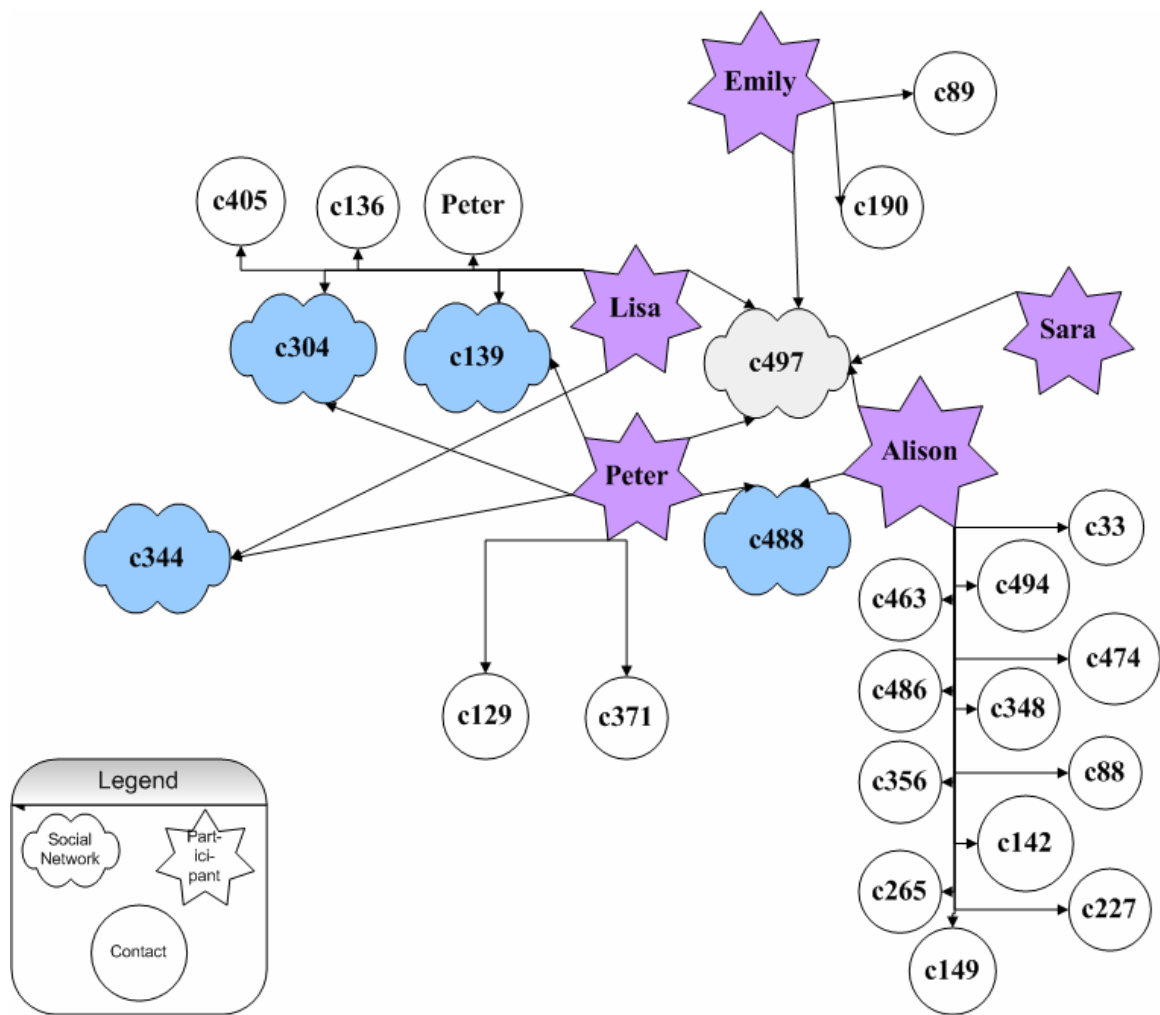 Emily
c89
c405
c136
Peter
c190
Lisa
Sara
c304
c139
c497
Alison
Peter
c344
c488
c33
c494
c463
c474
c486
c348
c129
c371
c88
c356
c142
c265
c227
c149
Legend
Social
Network
Part-
ici-
pant
Contact